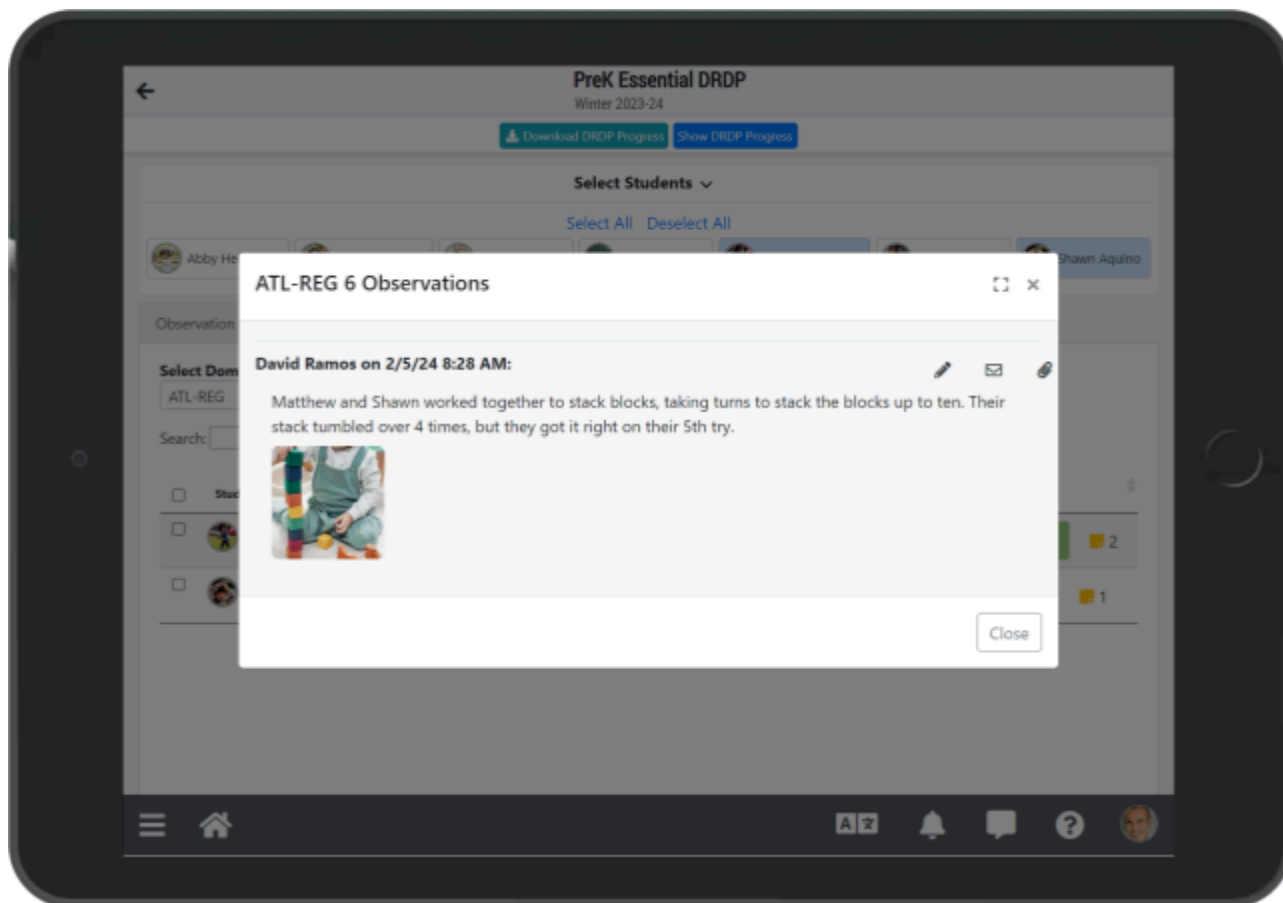 PreK Essential DRDP
Winter 2023-24
Download DRDP Progress Show DRDP Progress
Select Students
Select All Deselect All
Abby He
Shawn Aquino
ATL-REG 6 Observations
Observation
David Ramos on 2/5/24 8:28 AM:
Select Dom
ATL-REG
Matthew and Shawn worked together to stack blocks, taking turns to stack the blocks up to ten. Their
stack tumbled over 4 times, but they got it right on their 5th try.
Search:
Stud
2
1
Close
A